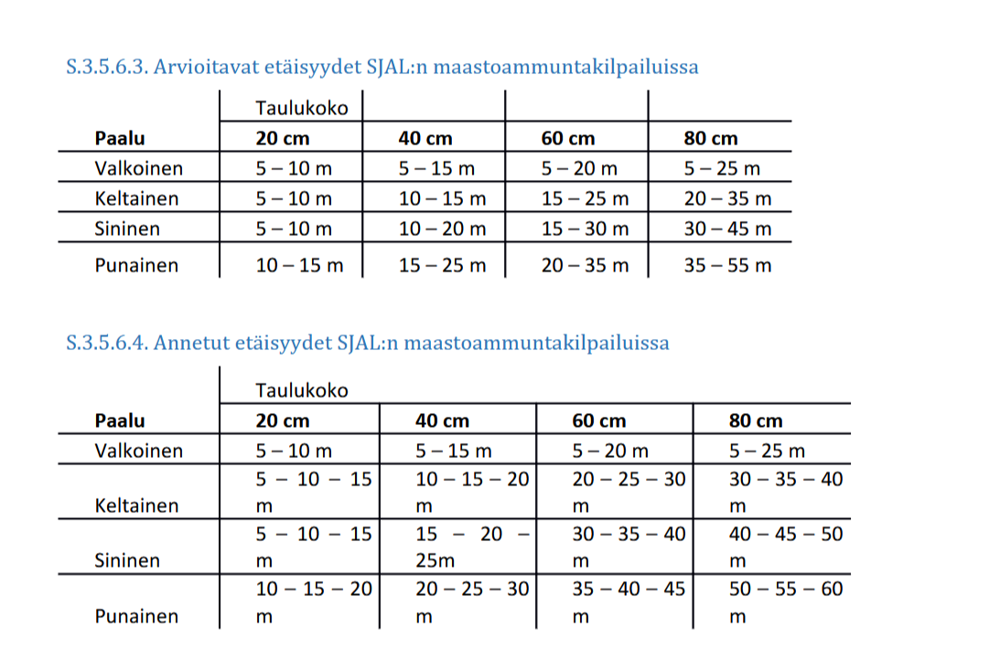 S.3.5.6.3. Arvioitavat etäisyydet SJAL:n maastoammuntakilpailuissa
Taulukoko
Paalu 20 cm 40 cm 60 cm 80 cm
Valkoinen 5 – 10 m 5 – 15 m 5 – 20 m 5 – 25 m
Keltainen 5 – 10 m 10 – 15 m 15 – 25 m 20 – 35 m
Sininen 5 – 10 m 10 – 20 m 15 – 30 m 30 – 45 m
Punainen 10 – 15 m 15 – 25 m 20 – 35 m 35 – 55 m
S.3.5.6.4. Annetut etäisyydet SJAL:n maastoammuntakilpailuissa
Taulukoko
Paalu 20 cm 40 cm 60 cm 80 cm
Valkoinen 5 – 10 m 5 – 15 m 5 – 20 m 5 – 25 m
5 – 10 – 15 10 – 15 – 20 20 – 25 – 30 30 – 35 – 40
Keltainen m m m m
5 – 10 – 15 15 – 20 – 30 – 35 – 40 40 – 45 – 50
Sininen m 25m m m
10 – 15 – 20 20 – 25 – 30 35 – 40 – 45 50 – 55 – 60
Punainen m m m m